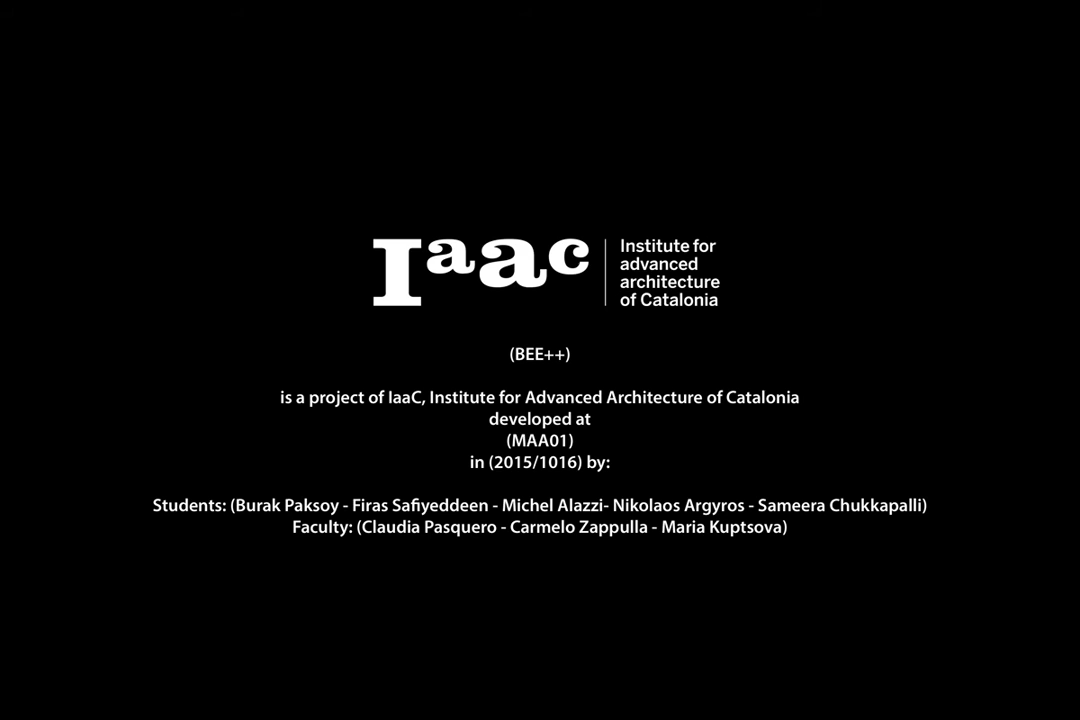 Iaac
Institute for
advanced
architecture
of Catalonia
(BEE++)
is a project of IaaC, Institute for Advanced Architecture of Catalonia
developed at
(MAA01)
in (2015/1016) by:
Students: (Burak Paksoy - Firas Safiyeddeen - Michel Alazzi- Nikolaos Argyros - Sameera Chukkapalli)
Faculty: (Claudia Pasquero - Carmelo Zappulla - Maria Kuptsova)